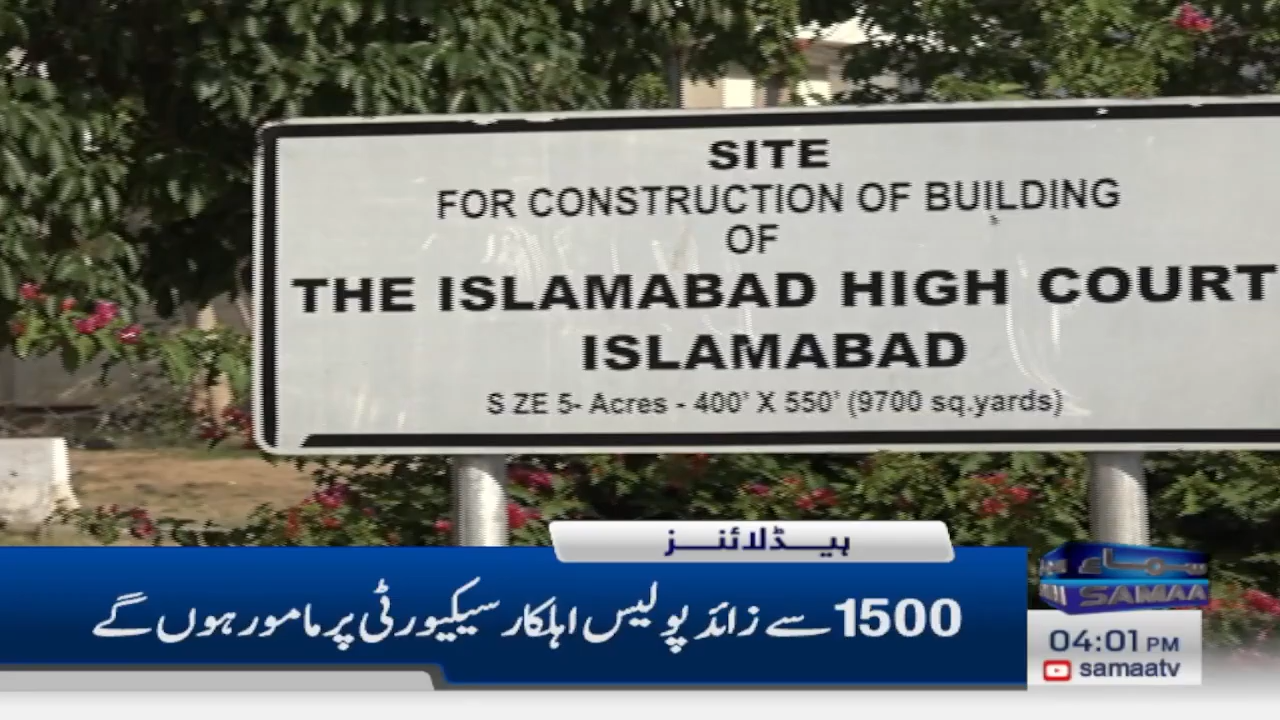 SITE
FOR CONSTRUCTION OF BUILDING
OF
THE ISLAMABAD HIGH COURT
ISLAMABAD
S ZE 5- Acres - 400' X 550' (9700 sq.yards)
ہیڈلائنز
1500 سے زائد پولیس اہلکار سیکیورٹی پر مامور ہوں گے
سماء
SAMAA
04:01 PM
samaatv